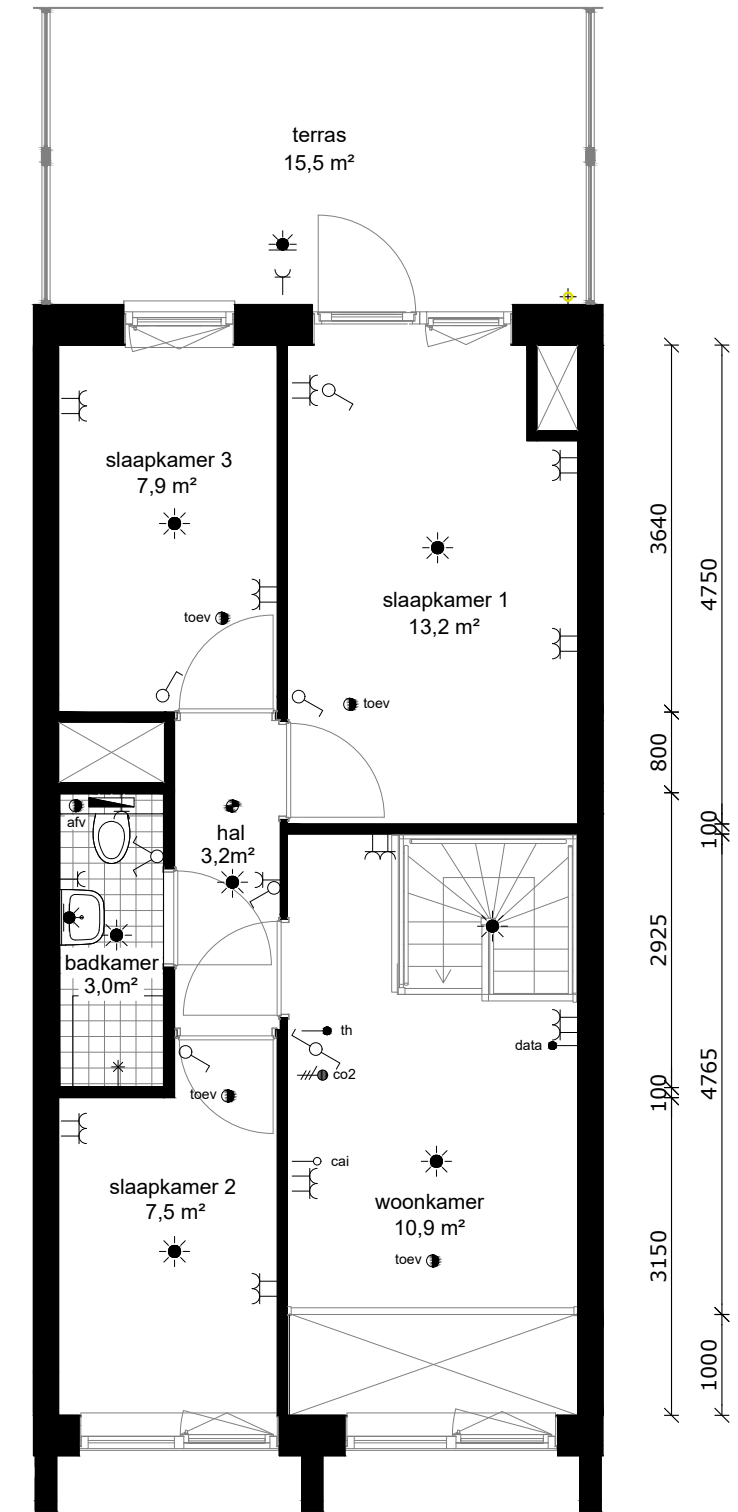 terras
15,5 m²
slaapkamer 3
7,9 m²
toev
slaapkamer 1
13,2 m²
toev
afv
hal
3,2m²
badkamer
3,0m²
th
data
co2
toev
cai
slaapkamer 2
7,5 m²
woonkamer
10,9 m²
toev
3640
4750
800
100
2925
4765
100
3150
1000